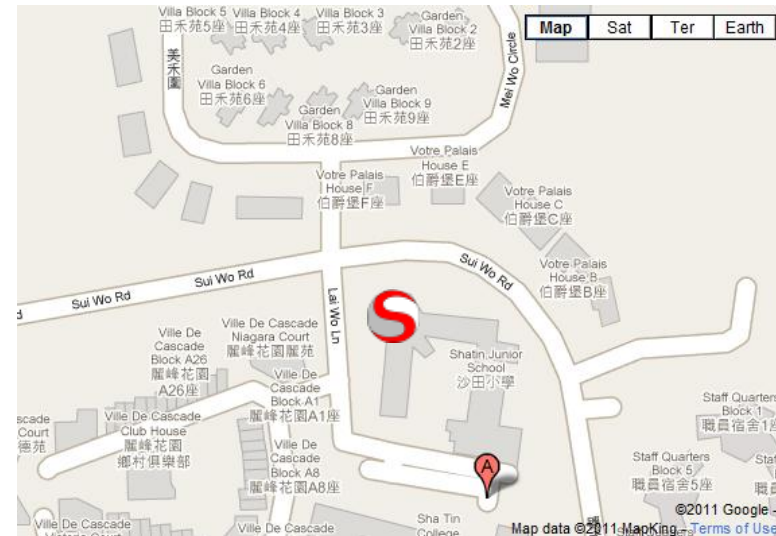 Villa Block 5
田禾苑5座
Villa Block 4
田禾苑4座
Villa Block 3
田禾苑3座
Garden
Villa Block 2
田禾苑2座
Map
Sat
Ter
Earth
美禾圍
Mei Wo Circle
Garden
Villa Block 6
田禾苑6座
Garden
Villa Block 8
田禾苑8座
Garden
Villa Block 9
田禾苑9座
Votre Palais
House F
伯爵堡F座
Votre Palais
House E
伯爵堡E座
Votre Palais
House C
伯爵堡C座
Votre Palais
House B
伯爵堡B座
Sui Wo Rd
Sui Wo Rd
Sui Wo Rd
Lai Wo Ln
S
Ville De
Cascade
Block A26
麗峰花園
A26座
Ville De Cascade
Niagara Court
麗峰花園麗苑
Shatin Junior
School
沙田小學
Ville De
Cascade
Block A1
麗峰花園A1座
Ville De Cascade
Club House
麗峰花園
鄉村俱樂部
scade
Court
德苑
Ville De
Cascade
Block A8
麗峰花園A8座
A
Staff Quarters
Block 1
職員宿舍1座
Staff Quarters
Block 5
職員宿舍5座
Ville De Cascade
Ville De Cascade
Sha Tin
College
©2011 Google -
Map data ©2011 MapKing - Terms of Use